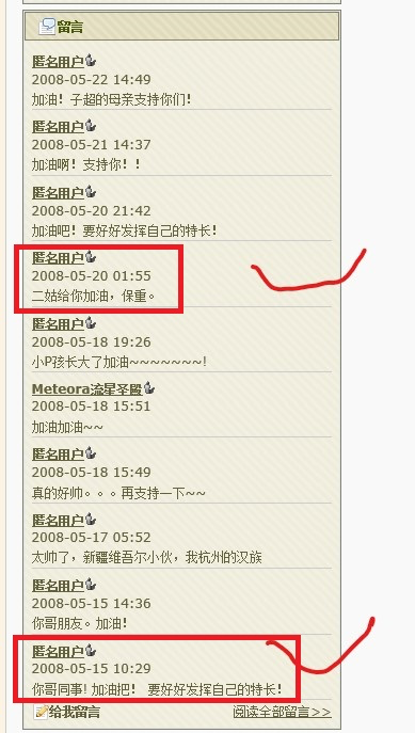 留言
匿名用户
2008-05-22 14:49
加油！子超的母亲支持你们！
匿名用户
2008-05-21 14:37
加油啊！支持你！！
匿名用户
2008-05-20 21:42
加油吧！要好好发挥自己的特长！
匿名用户
2008-05-20 01:55
二姑给你加油，保重。
匿名用户
2008-05-18 19:26
小P孩长大了加油~~~~~~~!
Meteora流星圣殿
2008-05-18 15:51
加油加油~~
匿名用户
2008-05-18 15:49
真的好帅。。。再支持一下~~
匿名用户
2008-05-17 05:52
太帅了，新疆维吾尔小伙，我杭州的汉族
匿名用户
2008-05-15 14:36
你哥朋友。加油！
匿名用户
2008-05-15 10:29
你哥同事！加油把！ 要好好发挥自己的特长！
给我留言 阅读全部留言>>